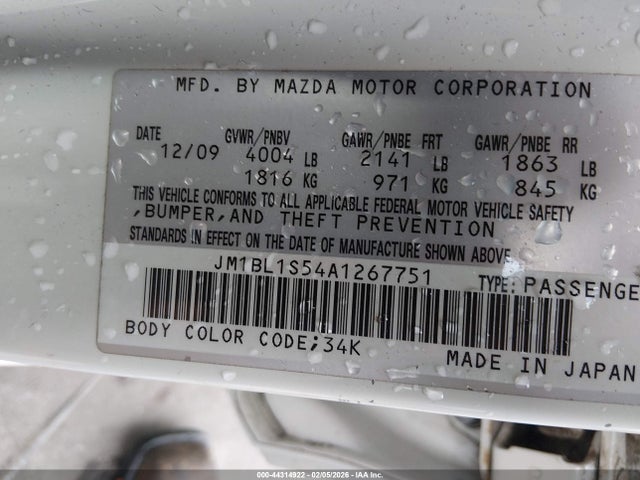 MFD. BY MAZDA MOTOR CORPORATION
DATE GVWR/PNBV GAWR/PNBE FRT GAWR/PNBE RR
12/09 4004 LB 2141 LB 1863 LB
1816 KG 971 KG 845 KG
THIS VEHICLE CONFORMS TO ALL APPLICABLE FEDERAL MOTOR VEHICLE SAFETY
,BUMPER,AND THEFT PREVENTION
STANDARDS IN EFFECT ON THE DATE OF MANUFACTURE SHOWN ABOVE.
JM1BL1S54A1267751 TYPE:PASSENGE
BODY COLOR CODE;34K
MADE IN JAPAN
000-44314922 - 02/05/2026 - IAA Inc.